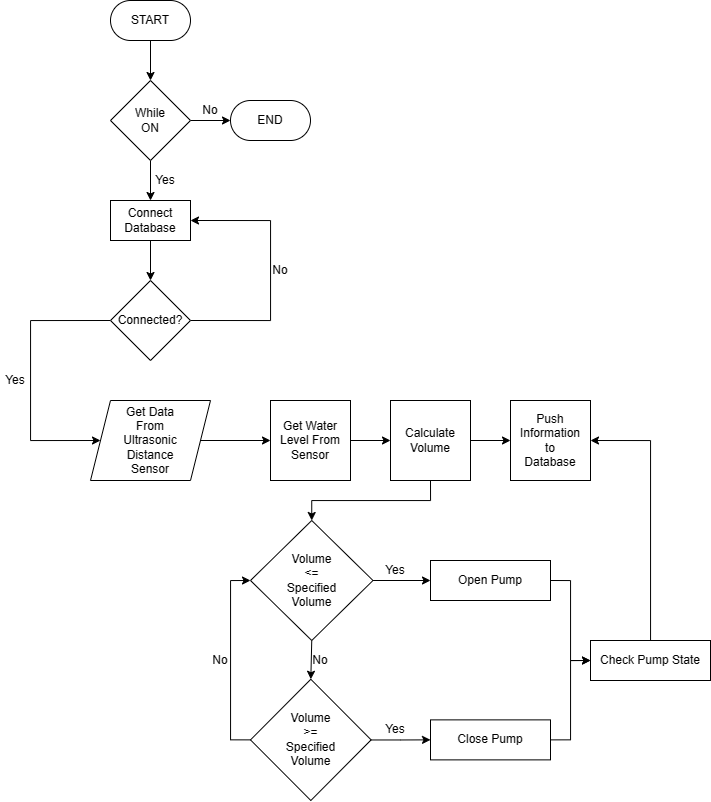 START
While
ON
No
END
Yes
Connect
Database
No
Connected?
Yes
Get Data
From
Ultrasonic
Distance
Sensor
Get Water
Level From
Sensor
Calculate
Volume
Push
Information
to
Database
Volume
<=
Specified
Volume
Yes
Open Pump
No
No
Check Pump State
Volume
>=
Specified
Volume
Yes
Close Pump